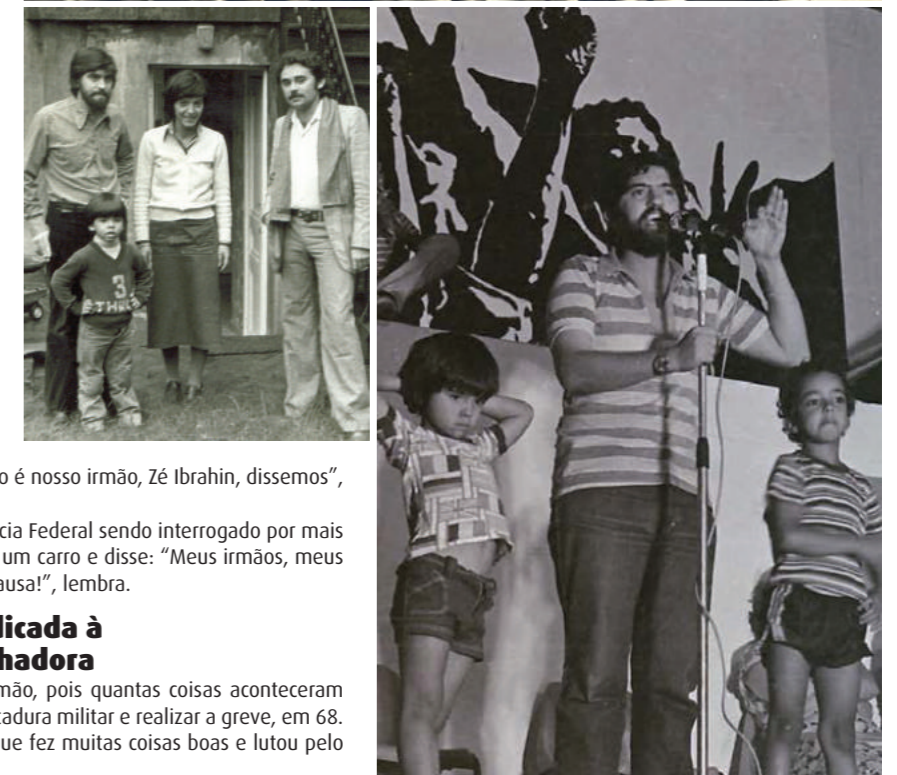 3
THREE
o é nosso irmão, Zé Ibrahin, dissemos”,
cia Federal sendo interrogado por mais
um carro e disse: “Meus irmãos, meus
ausa!”, lembra.
licada à
hadora
mão, pois quantas coisas aconteceram
adura militar e realizar a greve, em 68.
ue fez muitas coisas boas e lutou pelo